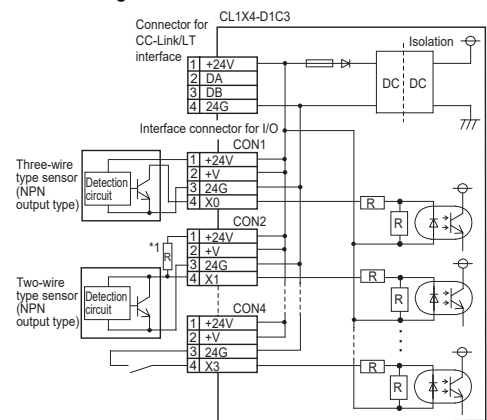 CL1X4-D1C3
Connector for
CC-Link/LT
interface
1 +24V
2 DA
3 DB
4 24G
Isolation
DC DC
Interface connector for I/O
CON1
1 +24V
2 +V
3 24G
4 X0
Three-wire
type sensor
(NPN
output type)
Detection
circuit
R
R
CON2
*1
R
1 +24V
2 +V
3 24G
4 X1
Two-wire
type sensor
(NPN
output type)
Detection
circuit
R
R
CON4
1 +24V
2 +V
3 24G
4 X3
R
R